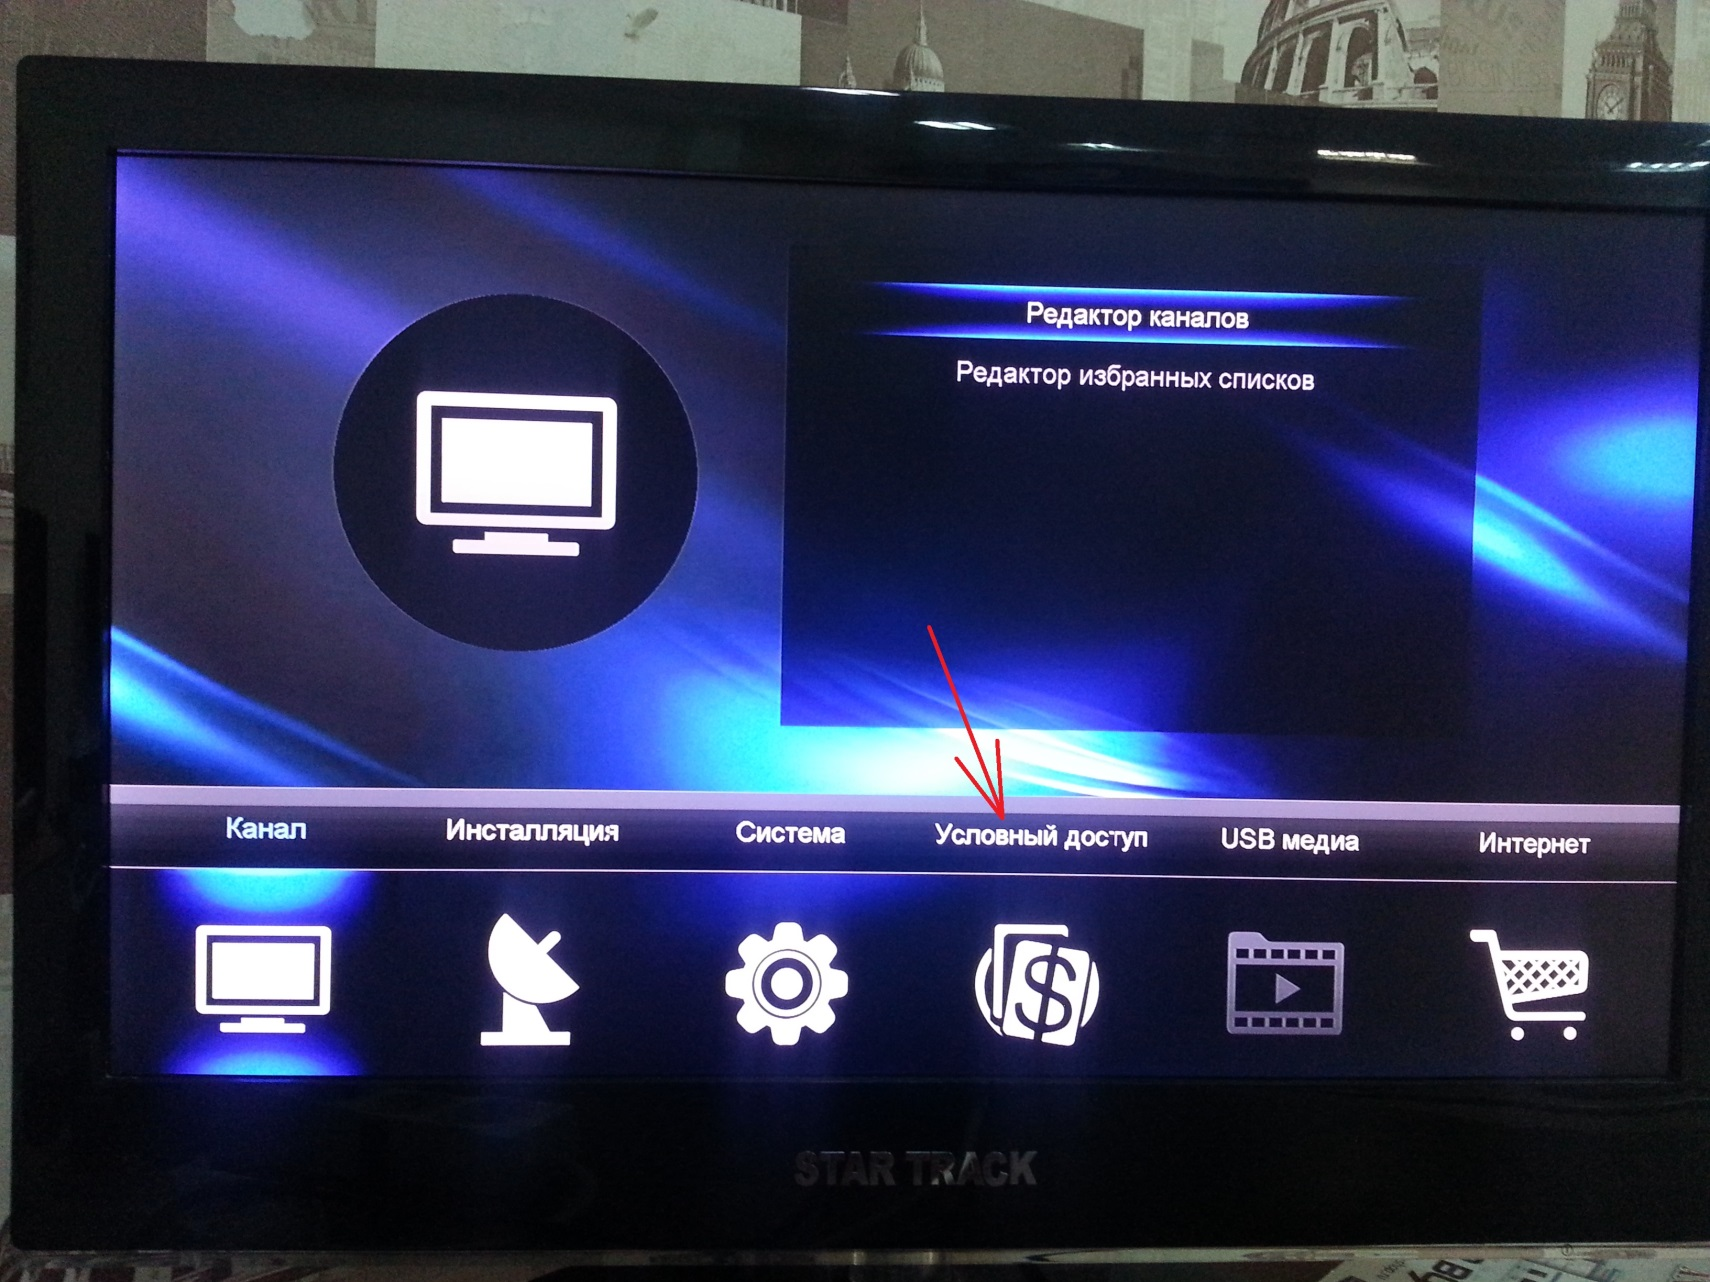 Редактор каналов
Редактор избранных списков
Канал Инсталляция Система Условный доступ USB медиа Интернет
$
STAR TRACK